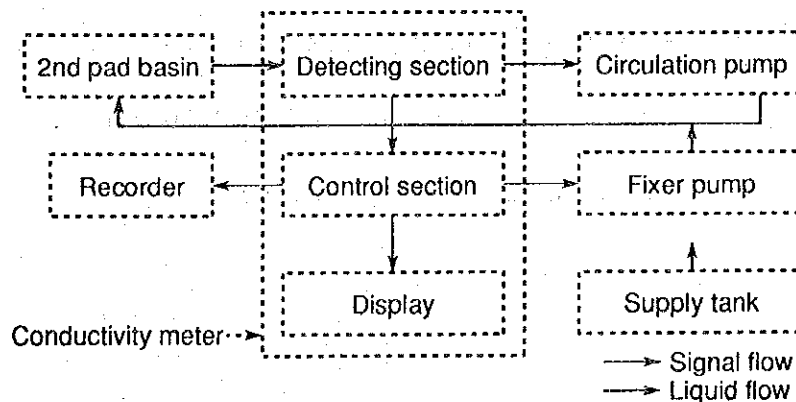 2nd pad basin
Detecting section
Circulation pump
Recorder
Control section
Fixer pump
Display
Supply tank
Conductivity meter
Signal flow
Liquid flow